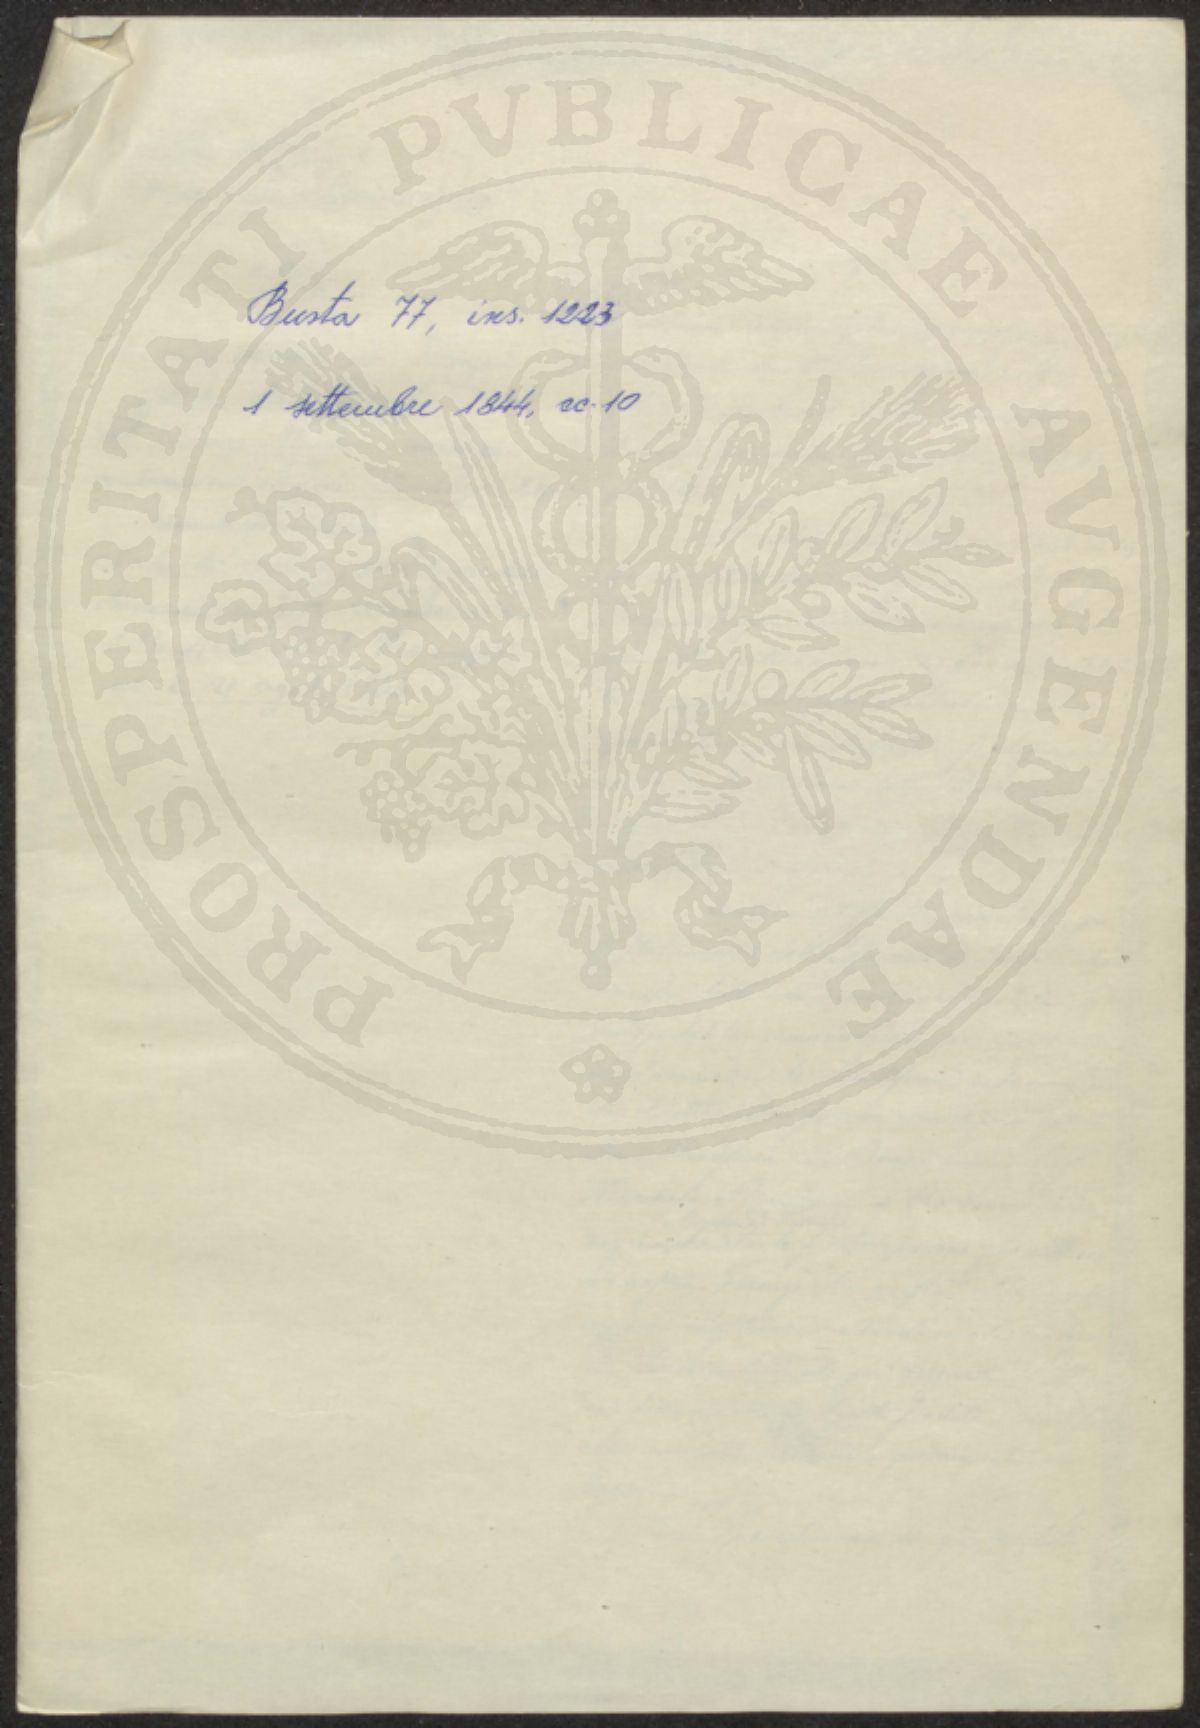 PROSPERITATI PVBLICAE AVGENDAE
Busta 77, ins. 1223
1 settembre 1844, cc. 10